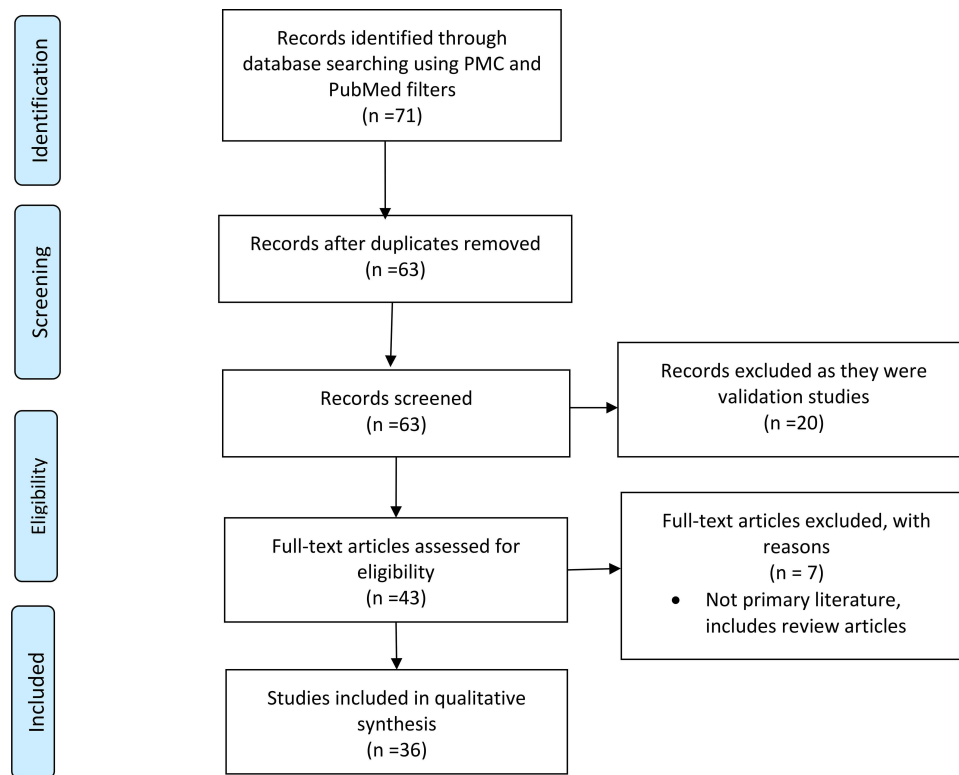 Identification
Records identified through
database searching using PMC and
PubMed filters
(n =71)
Screening
Records after duplicates removed
(n =63)
Records screened
(n =63)
Records excluded as they were
validation studies
(n =20)
Eligibility
Full-text articles assessed for
eligibility
(n =43)
Full-text articles excluded, with
reasons
(n = 7)
• Not primary literature,
includes review articles
Included
Studies included in qualitative
synthesis
(n =36)